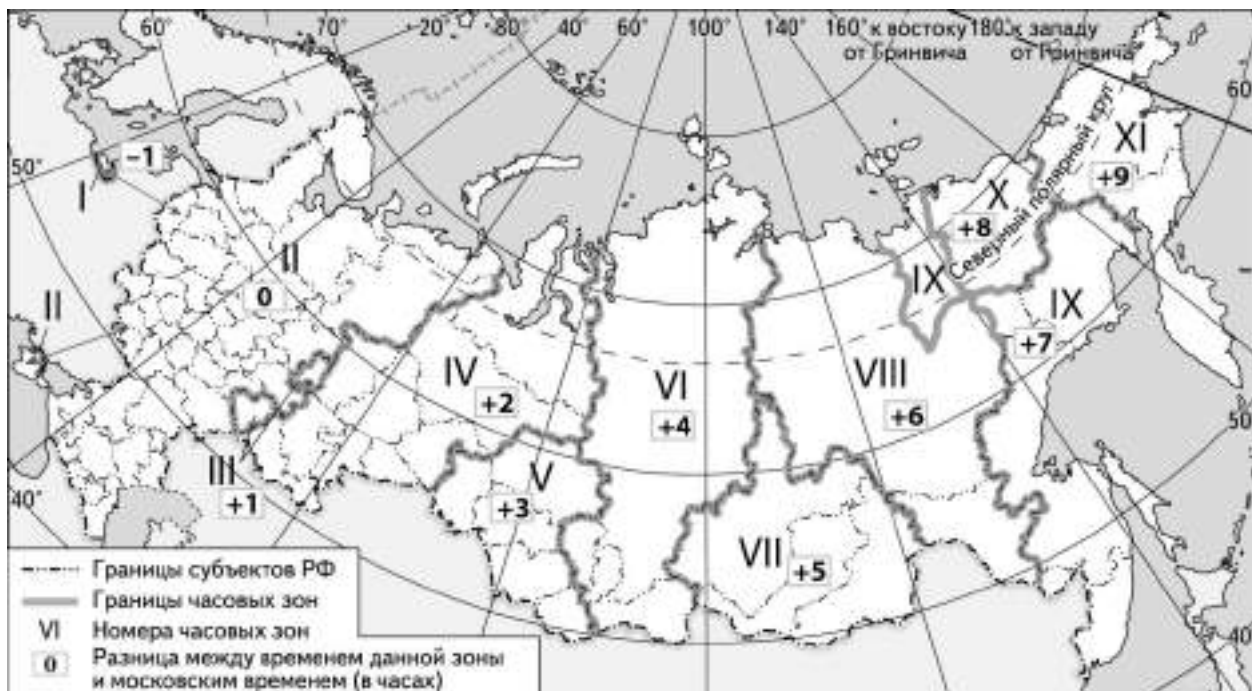 60° 70° 20° 40° 60° 80° 80° 60° 40° 100° 140° 160° к востоку 180° к западу
от Гринвича от Гринвича
60°
50°
–1
I
Северный полярный круг
XI
+9
X
+8
II
0
IX
IX
+7
II
IV
+2
VI
+4
VIII
+6
50°
III
+1
V
+3
VII
+5
40°
40°
Границы субъектов РФ
Границы часовых зон
VI Номера часовых зон
0 Разница между временем данной зоны
и московским временем (в часах)